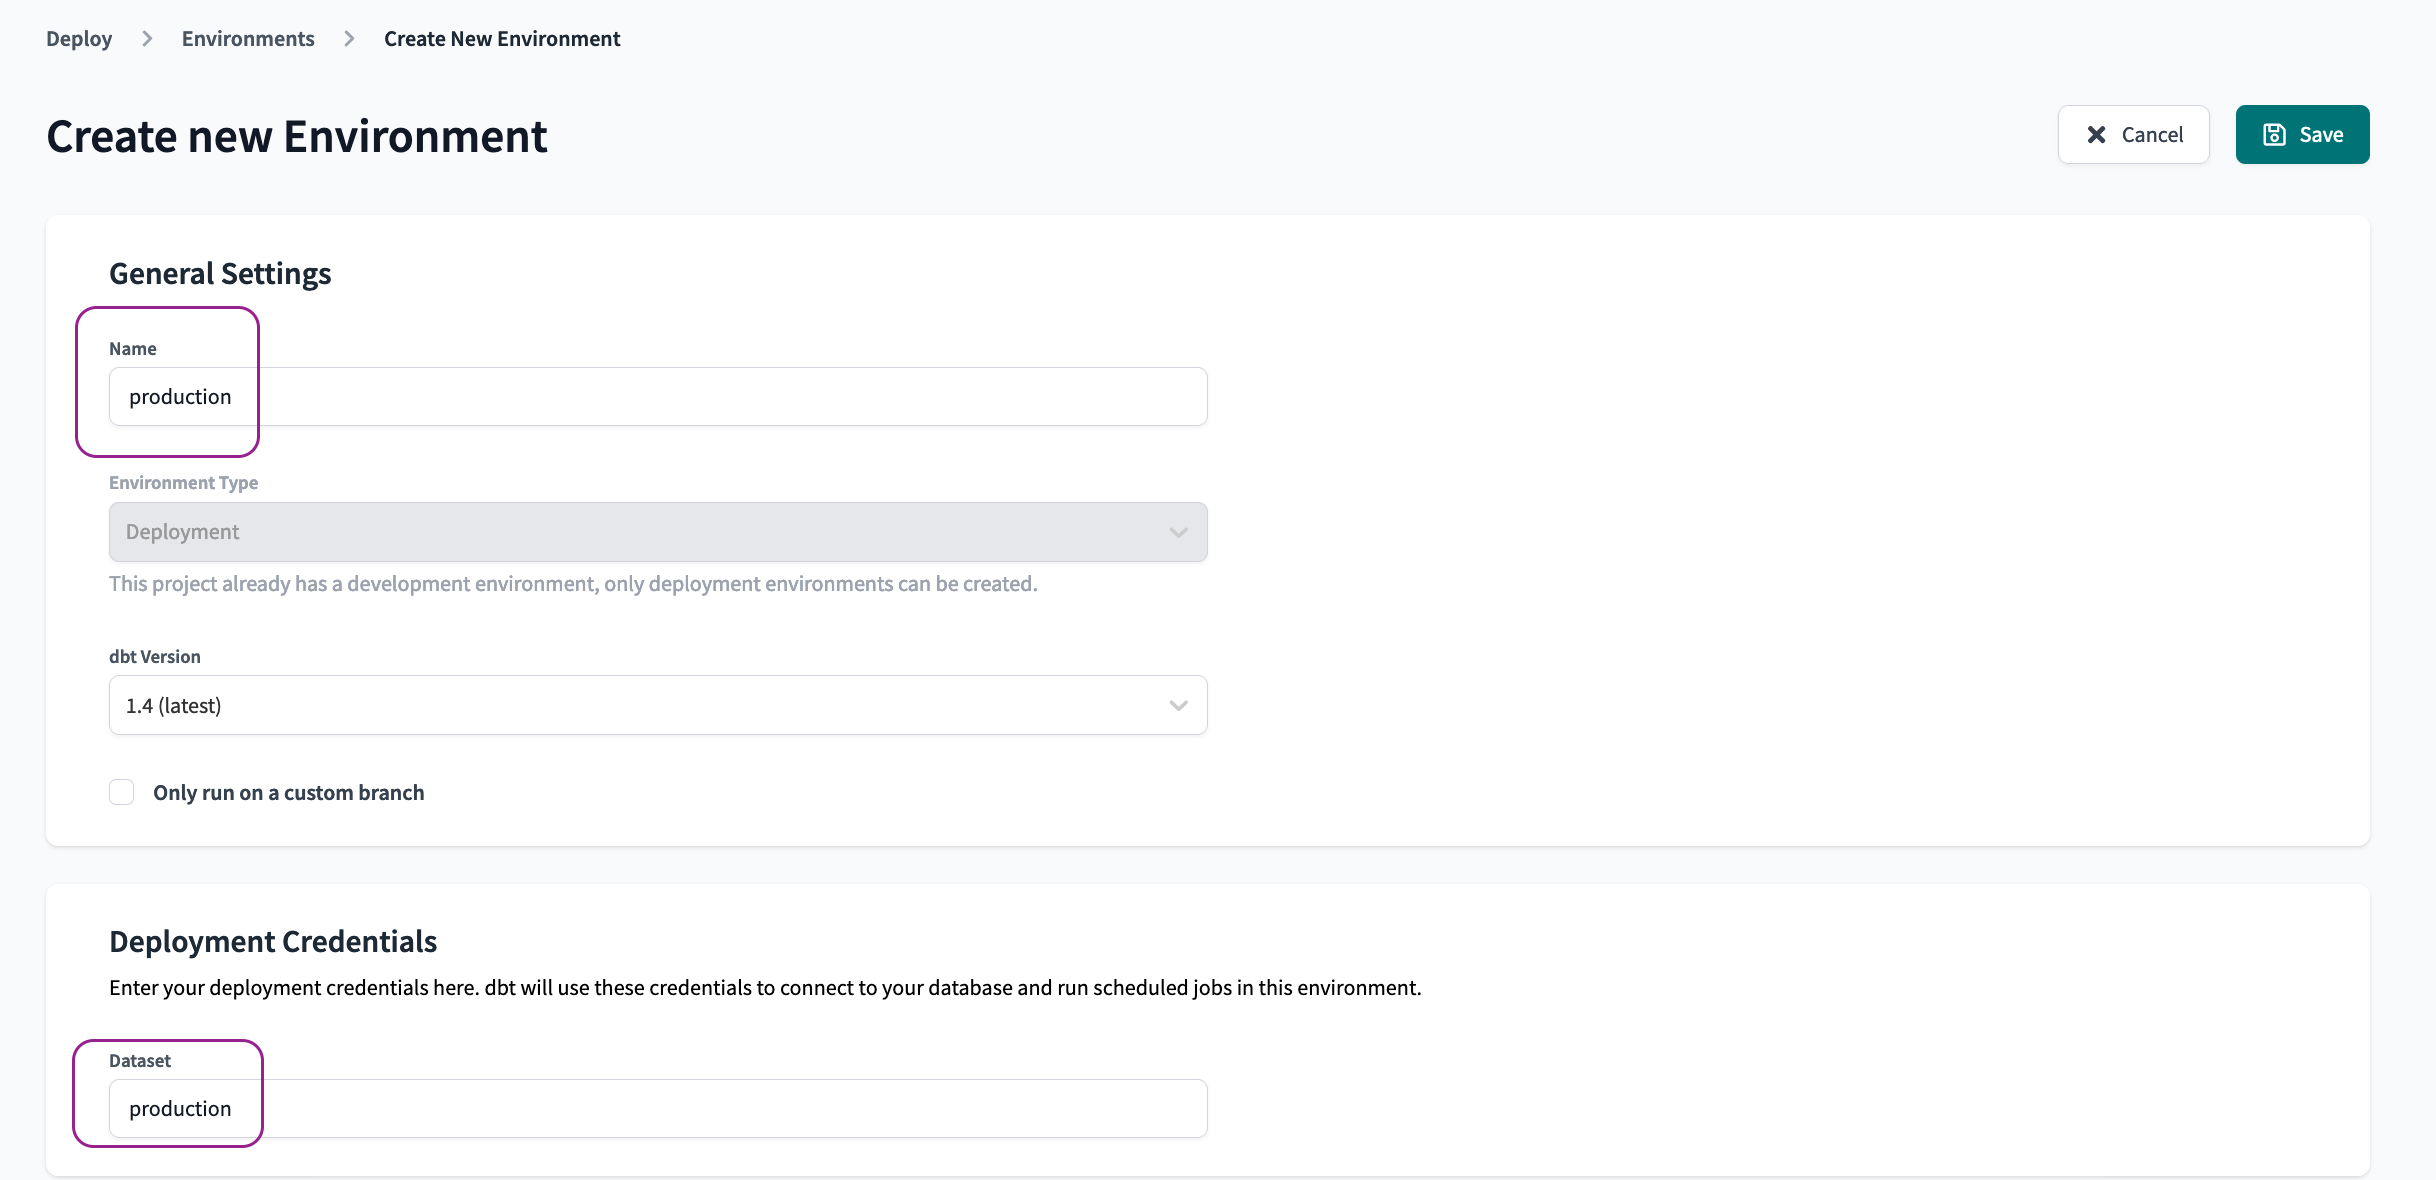 Deploy > Environments > Create New Environment
Create new Environment
Cancel
Save
General Settings
Name
production
Environment Type
Deployment
This project already has a development environment, only deployment environments can be created.
dbt Version
1.4 (latest)
Only run on a custom branch
Deployment Credentials
Enter your deployment credentials here. dbt will use these credentials to connect to your database and run scheduled jobs in this environment.
Dataset
production